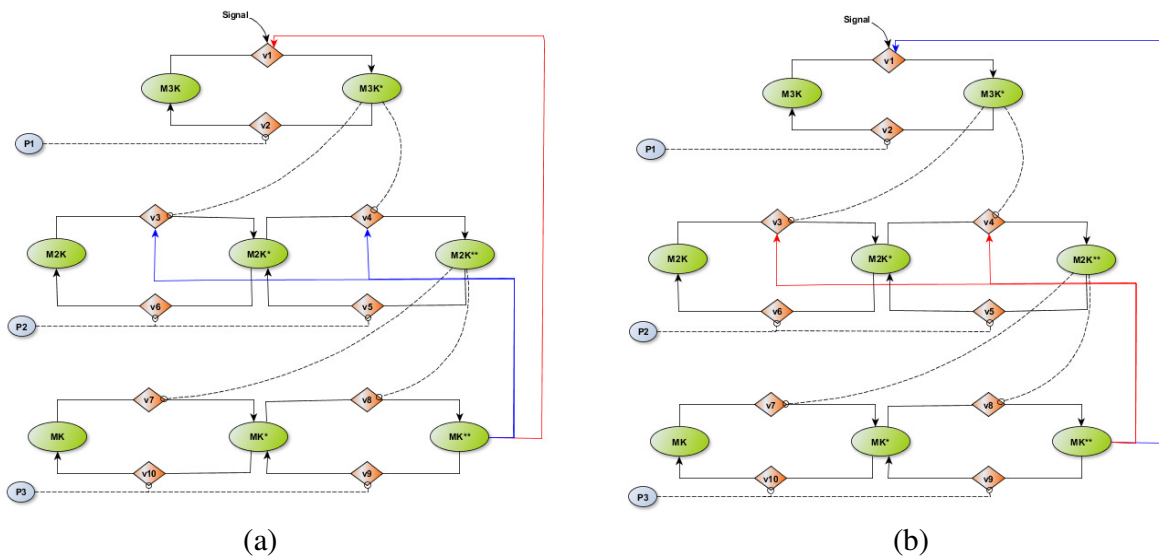 Signal
v1
M3K
M3K*
v2
P1
v3
v4
M2K
M2K*
M2K**
v6
v5
P2
v7
v8
MK
MK*
MK**
v10
v9
P3
(a)
Signal
v1
M3K
M3K*
v2
P1
v3
v4
M2K
M2K*
M2K**
v6
v5
P2
v7
v8
MK
MK*
MK**
v10
v9
P3
(b)